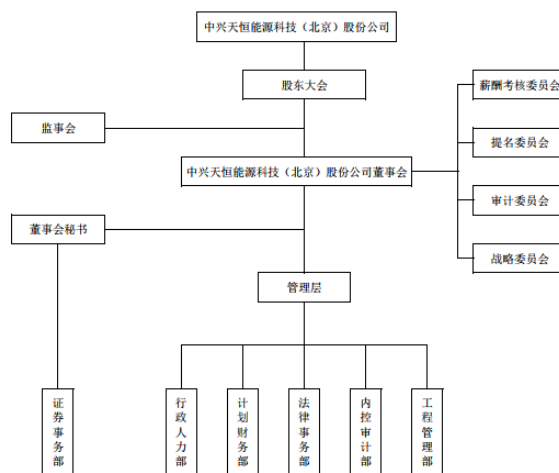 中兴天恒能源科技（北京）股份公司
股东大会
薪酬考核委员会
监事会
提名委员会
中兴天恒能源科技（北京）股份公司董事会
审计委员会
董事会秘书
战略委员会
管理层
证券事务部
行政人力部
计划财务部
法律事务部
内控审计部
工程管理部